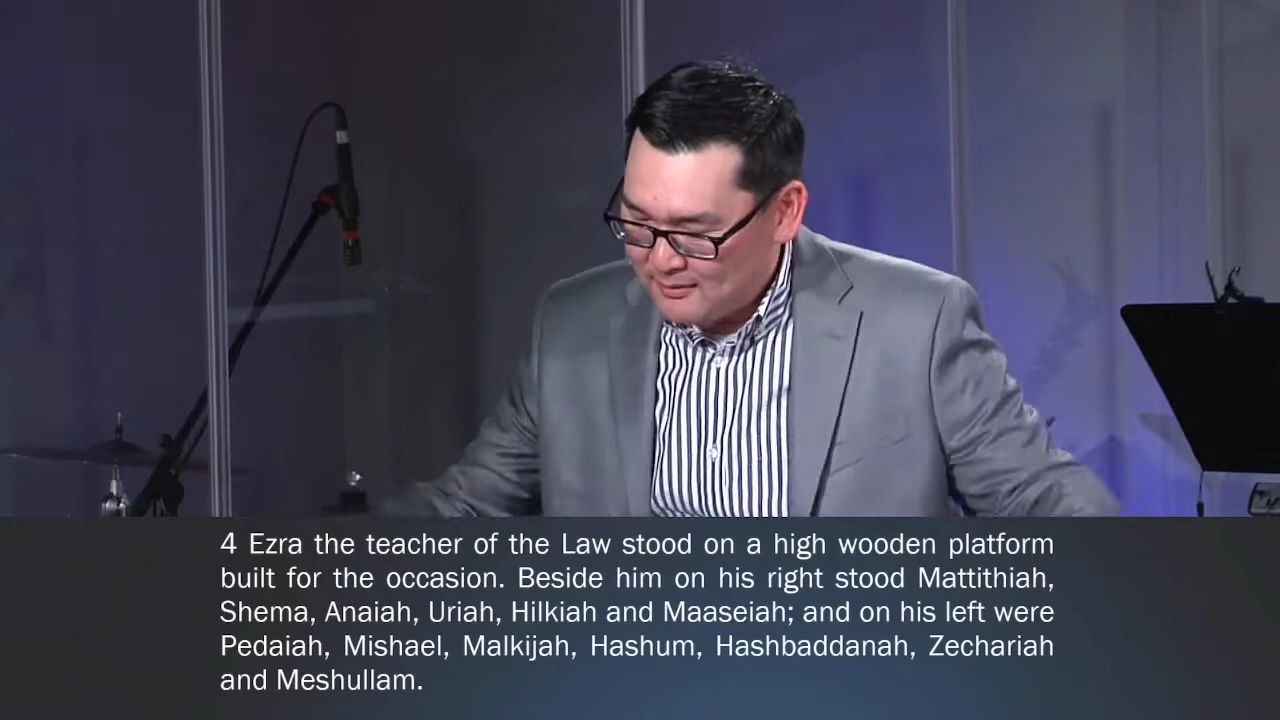 4 Ezra the teacher of the Law stood on a high wooden platform
built for the occasion. Beside him on his right stood Mattithiah,
Shema, Anaiah, Uriah, Hilkiah and Maaseiah; and on his left were
Pedaiah, Mishael, Malkijah, Hashum, Hashbaddanah, Zechariah
and Meshullam.